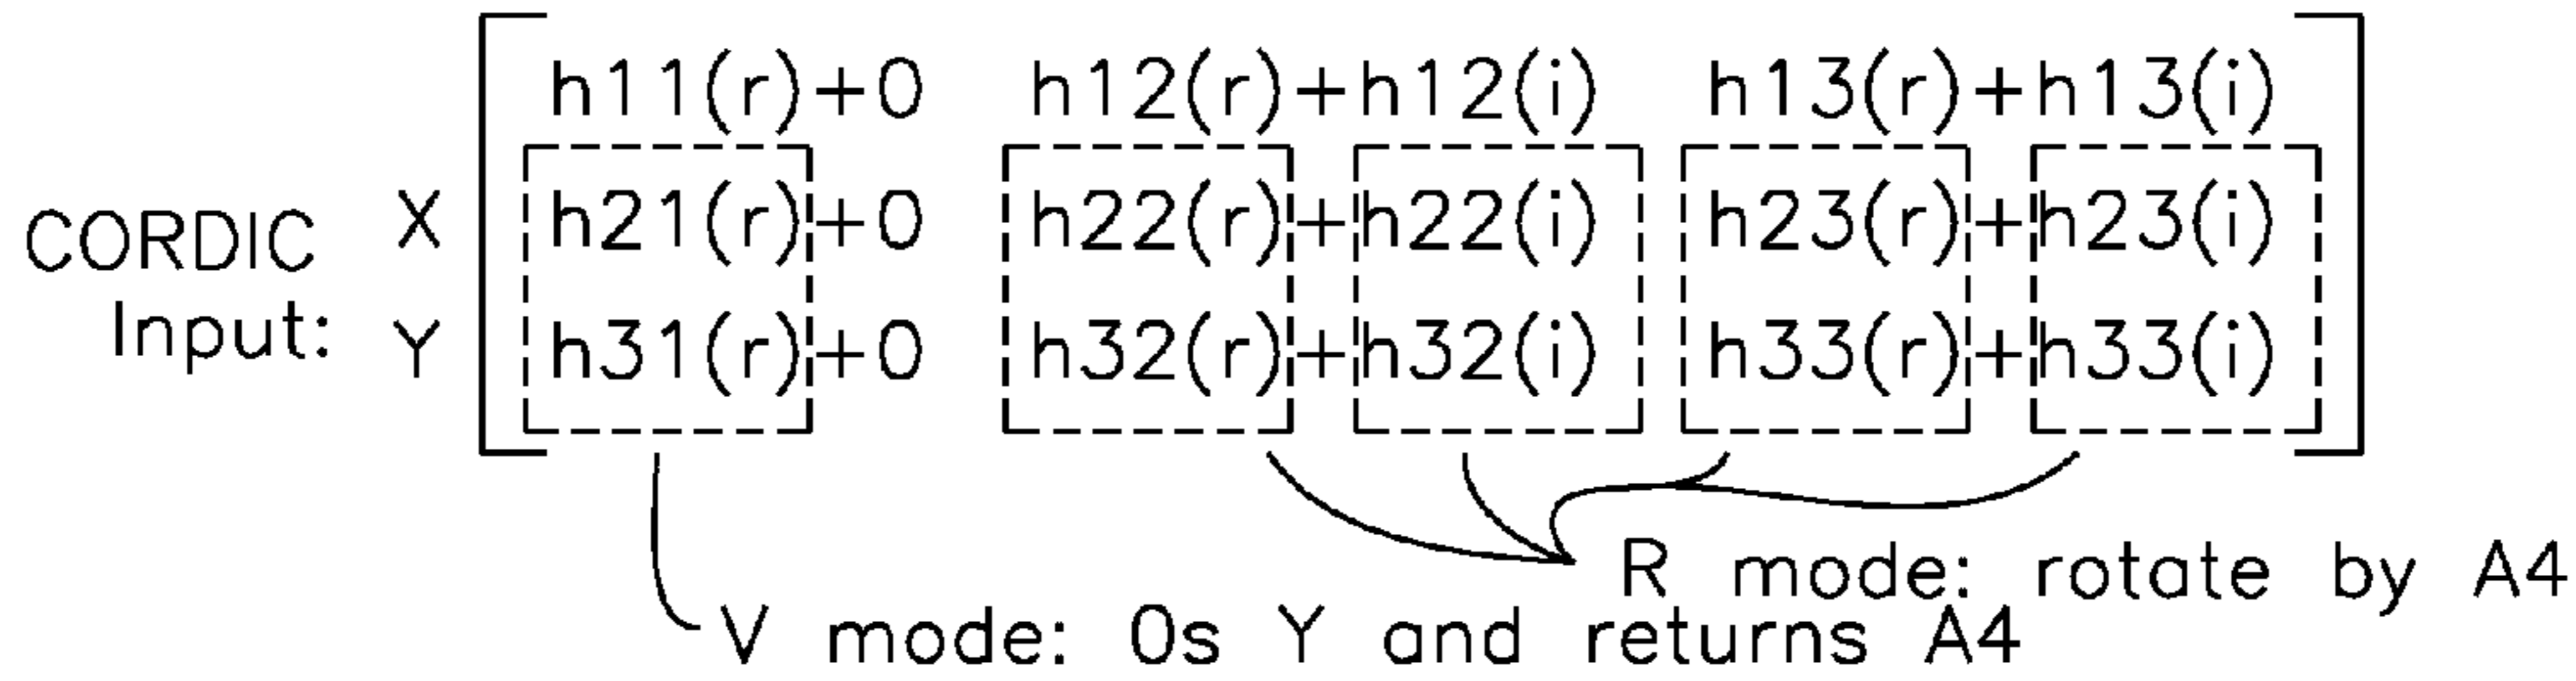 h11(r)+0 h12(r)+h12(i) h13(r)+h13(i)
CORDIC X h21(r)+0 h22(r)+h22(i) h23(r)+h23(i)
Input: Y h31(r)+0 h32(r)+h32(i) h33(r)+h33(i)
R mode: rotate by A4
V mode: 0s Y and returns A4